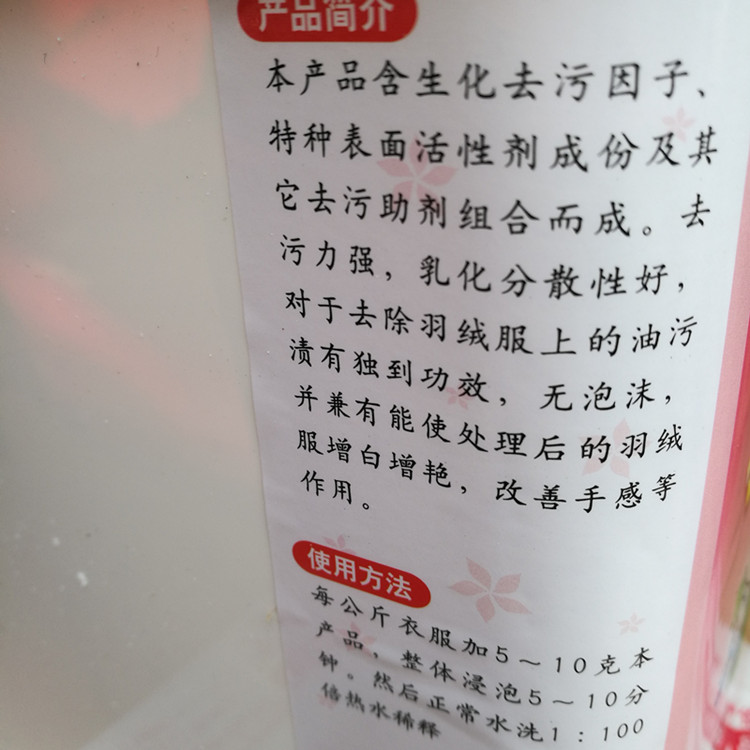 产品简介
本产品含生化去污因子、
特种表面活性剂成份及其
它去污助剂组合而成。去
污力强，乳化分散性好，
对于去除羽绒服上的油污
渍有独到功效，无泡沫，
并兼有能使处理后的羽绒
服增白增艳，改善手感等
作用。
使用方法
每公斤衣服加5～10克本
产品，整体浸泡5～10分
钟。然后正常水洗1：100
倍热水稀释